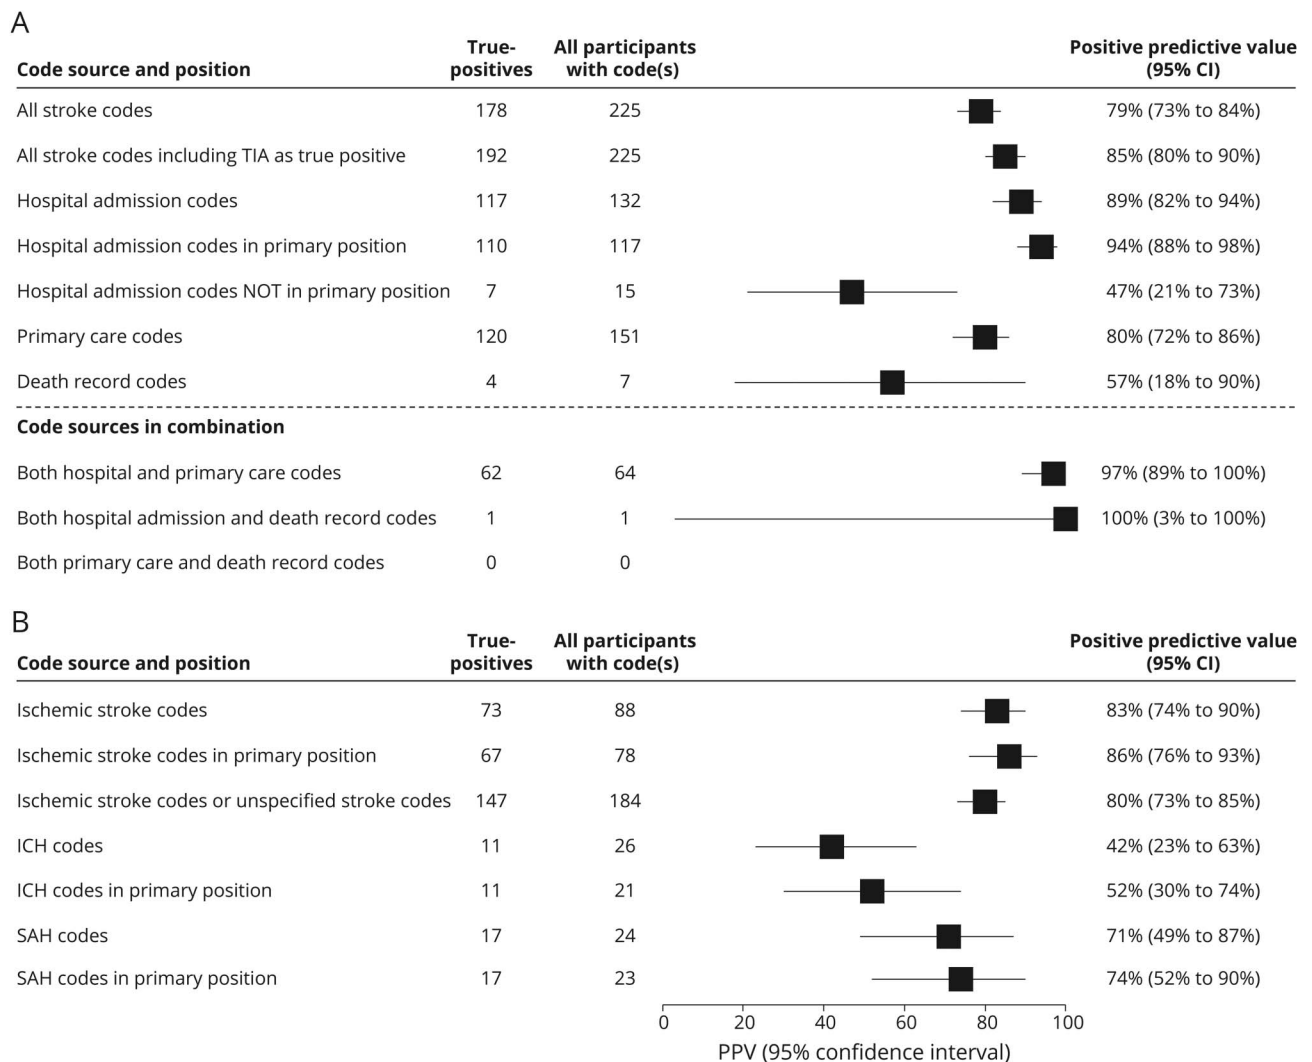 A
True- All participants Positive predictive value
Code source and position positives with code(s) (95% CI)
All stroke codes 178 225 79% (73% to 84%)
All stroke codes including TIA as true positive 192 225 85% (80% to 90%)
Hospital admission codes 117 132 89% (82% to 94%)
Hospital admission codes in primary position 110 117 94% (88% to 98%)
Hospital admission codes NOT in primary position 7 15 47% (21% to 73%)
Primary care codes 120 151 80% (72% to 86%)
Death record codes 4 7 57% (18% to 90%)
Code sources in combination
Both hospital and primary care codes 62 64 97% (89% to 100%)
Both hospital admission and death record codes 1 1 100% (3% to 100%)
Both primary care and death record codes 0 0
B
True- All participants Positive predictive value
Code source and position positives with code(s) (95% CI)
Ischemic stroke codes 73 88 83% (74% to 90%)
Ischemic stroke codes in primary position 67 78 86% (76% to 93%)
Ischemic stroke codes or unspecified stroke codes 147 184 80% (73% to 85%)
ICH codes 11 26 42% (23% to 63%)
ICH codes in primary position 11 21 52% (30% to 74%)
SAH codes 17 24 71% (49% to 87%)
SAH codes in primary position 17 23 74% (52% to 90%)
0 20 40 60 80 100
PPV (95% confidence interval)